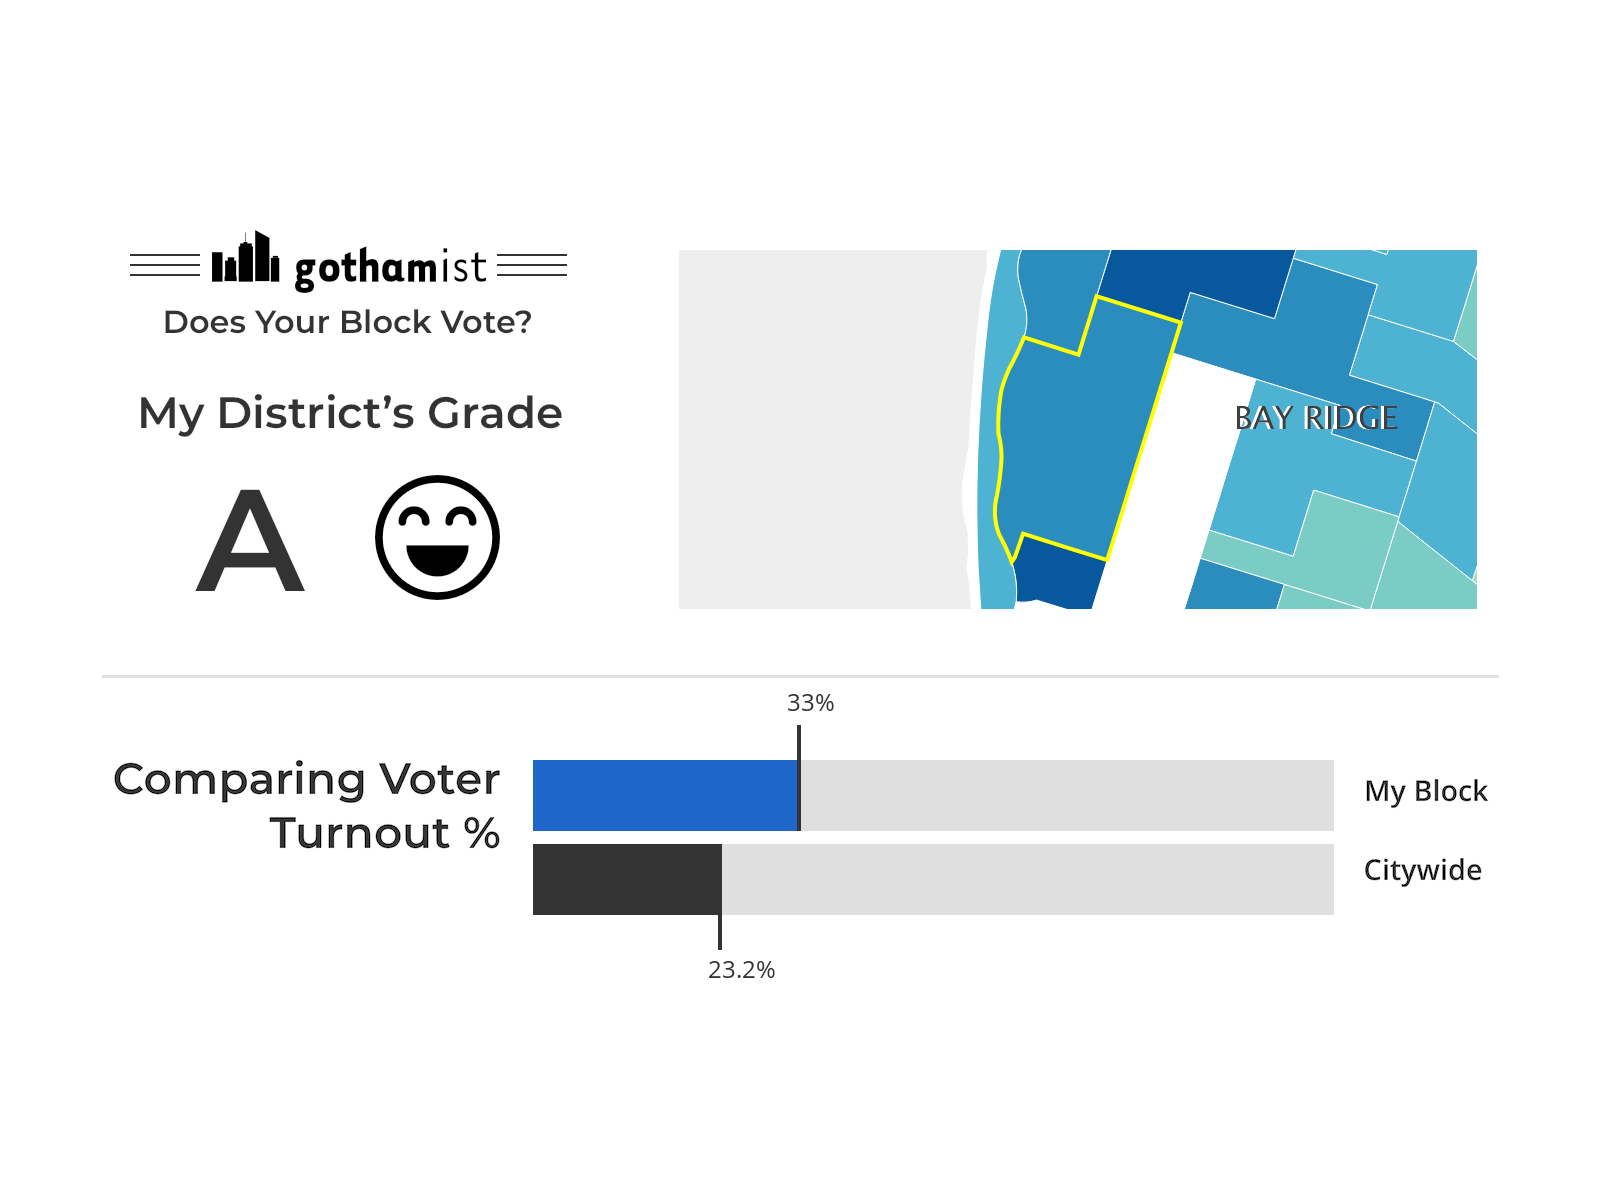 gothamist
Does Your Block Vote?
My District’s Grade
A
BAY RIDGE
33%
Comparing Voter
Turnout %
My Block
Citywide
23.2%